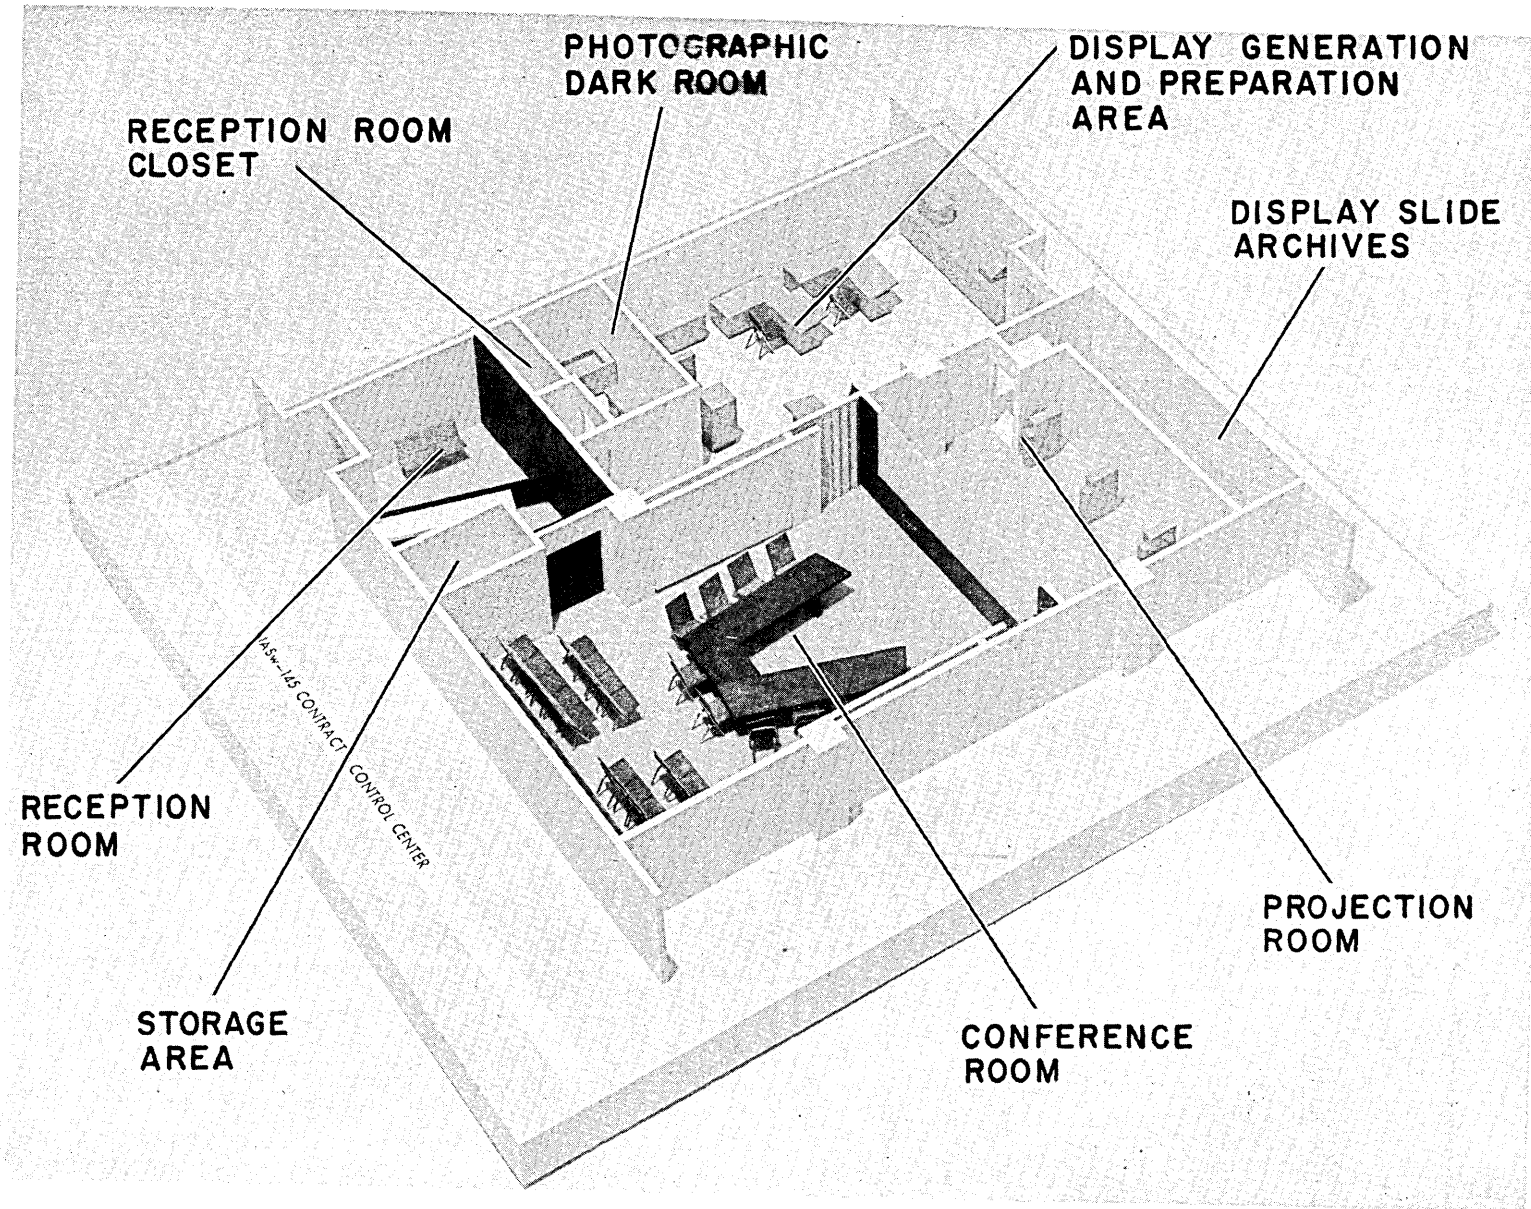 PHOTOGRAPHIC
DARK ROOM
DISPLAY GENERATION
AND PREPARATION
AREA
RECEPTION ROOM
CLOSET
DISPLAY SLIDE
ARCHIVES
IASw-145 CONTRACT CONTROL CENTER
RECEPTION
ROOM
PROJECTION
ROOM
STORAGE
AREA
CONFERENCE
ROOM